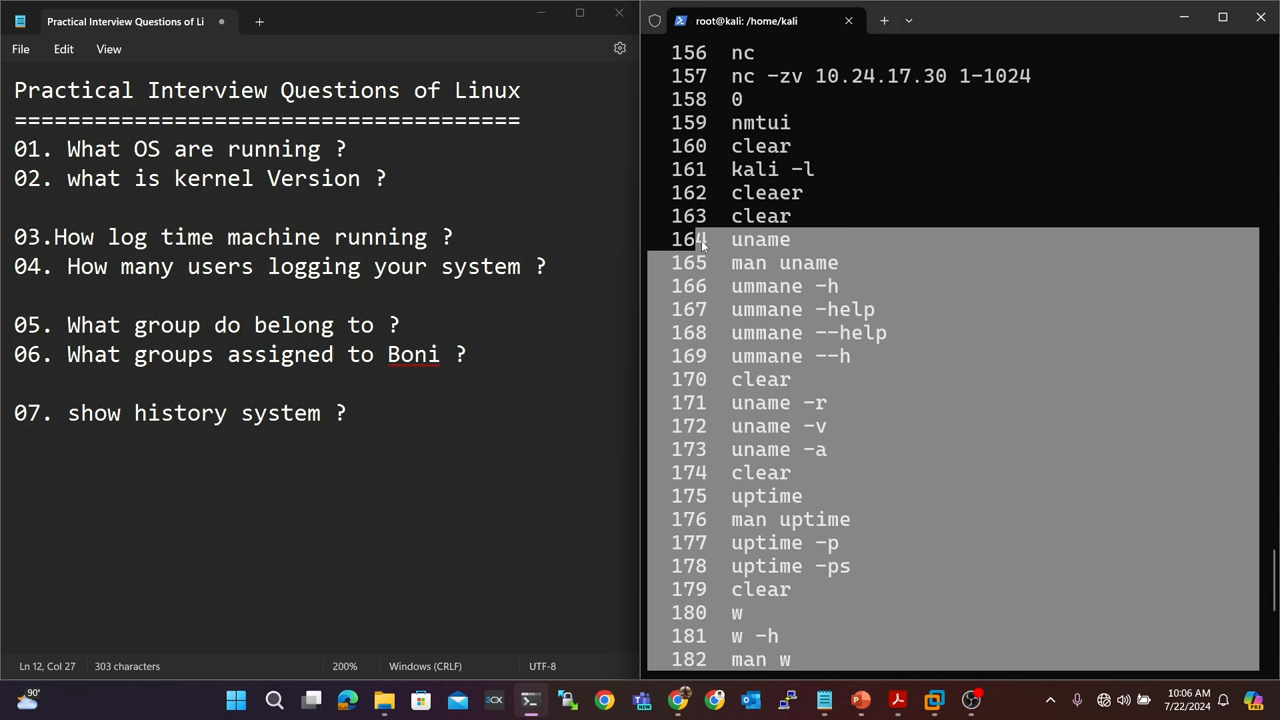 Practical Interview Questions of Li
File Edit View
Practical Interview Questions of Linux
======================================
01. What OS are running ?
02. what is kernel Version ?
03.How log time machine running ?
04. How many users logging your system ?
05. What group do belong to ?
06. What groups assigned to Boni ?
07. show history system ?
Ln 12, Col 27 303 characters 200% Windows (CRLF) UTF-8
root@kali: /home/kali
156 nc
157 nc -zv 10.24.17.30 1-1024
158 0
159 nmtui
160 clear
161 kali -l
162 cleaer
163 clear
164 uname
165 man uname
166 ummane -h
167 ummane -help
168 ummane --help
169 ummane --h
170 clear
171 uname -r
172 uname -v
173 uname -a
174 clear
175 uptime
176 man uptime
177 uptime -p
178 uptime -ps
179 clear
180 w
181 w -h
182 man w
90°
10:06 AM
7/22/2024